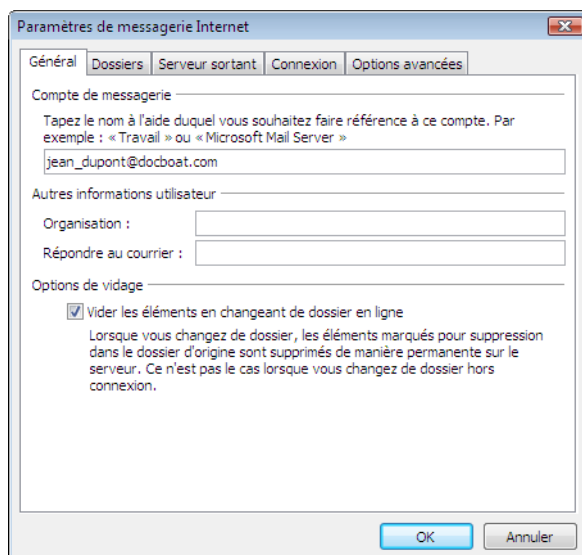 Paramètres de messagerie Internet
Général
Dossiers
Serveur sortant
Connexion
Options avancées
Compte de messagerie
Tapez le nom à l'aide duquel vous souhaitez faire référence à ce compte. Par
exemple : « Travail » ou « Microsoft Mail Server »
jean_dupont@docboat.com
Autres informations utilisateur
Organisation :
Répondre au courrier :
Options de vidage
Vider les éléments en changeant de dossier en ligne
Lorsque vous changez de dossier, les éléments marqués pour suppression
dans le dossier d'origine sont supprimés de manière permanente sur le
serveur. Ce n'est pas le cas lorsque vous changez de dossier hors
connexion.
OK
Annuler